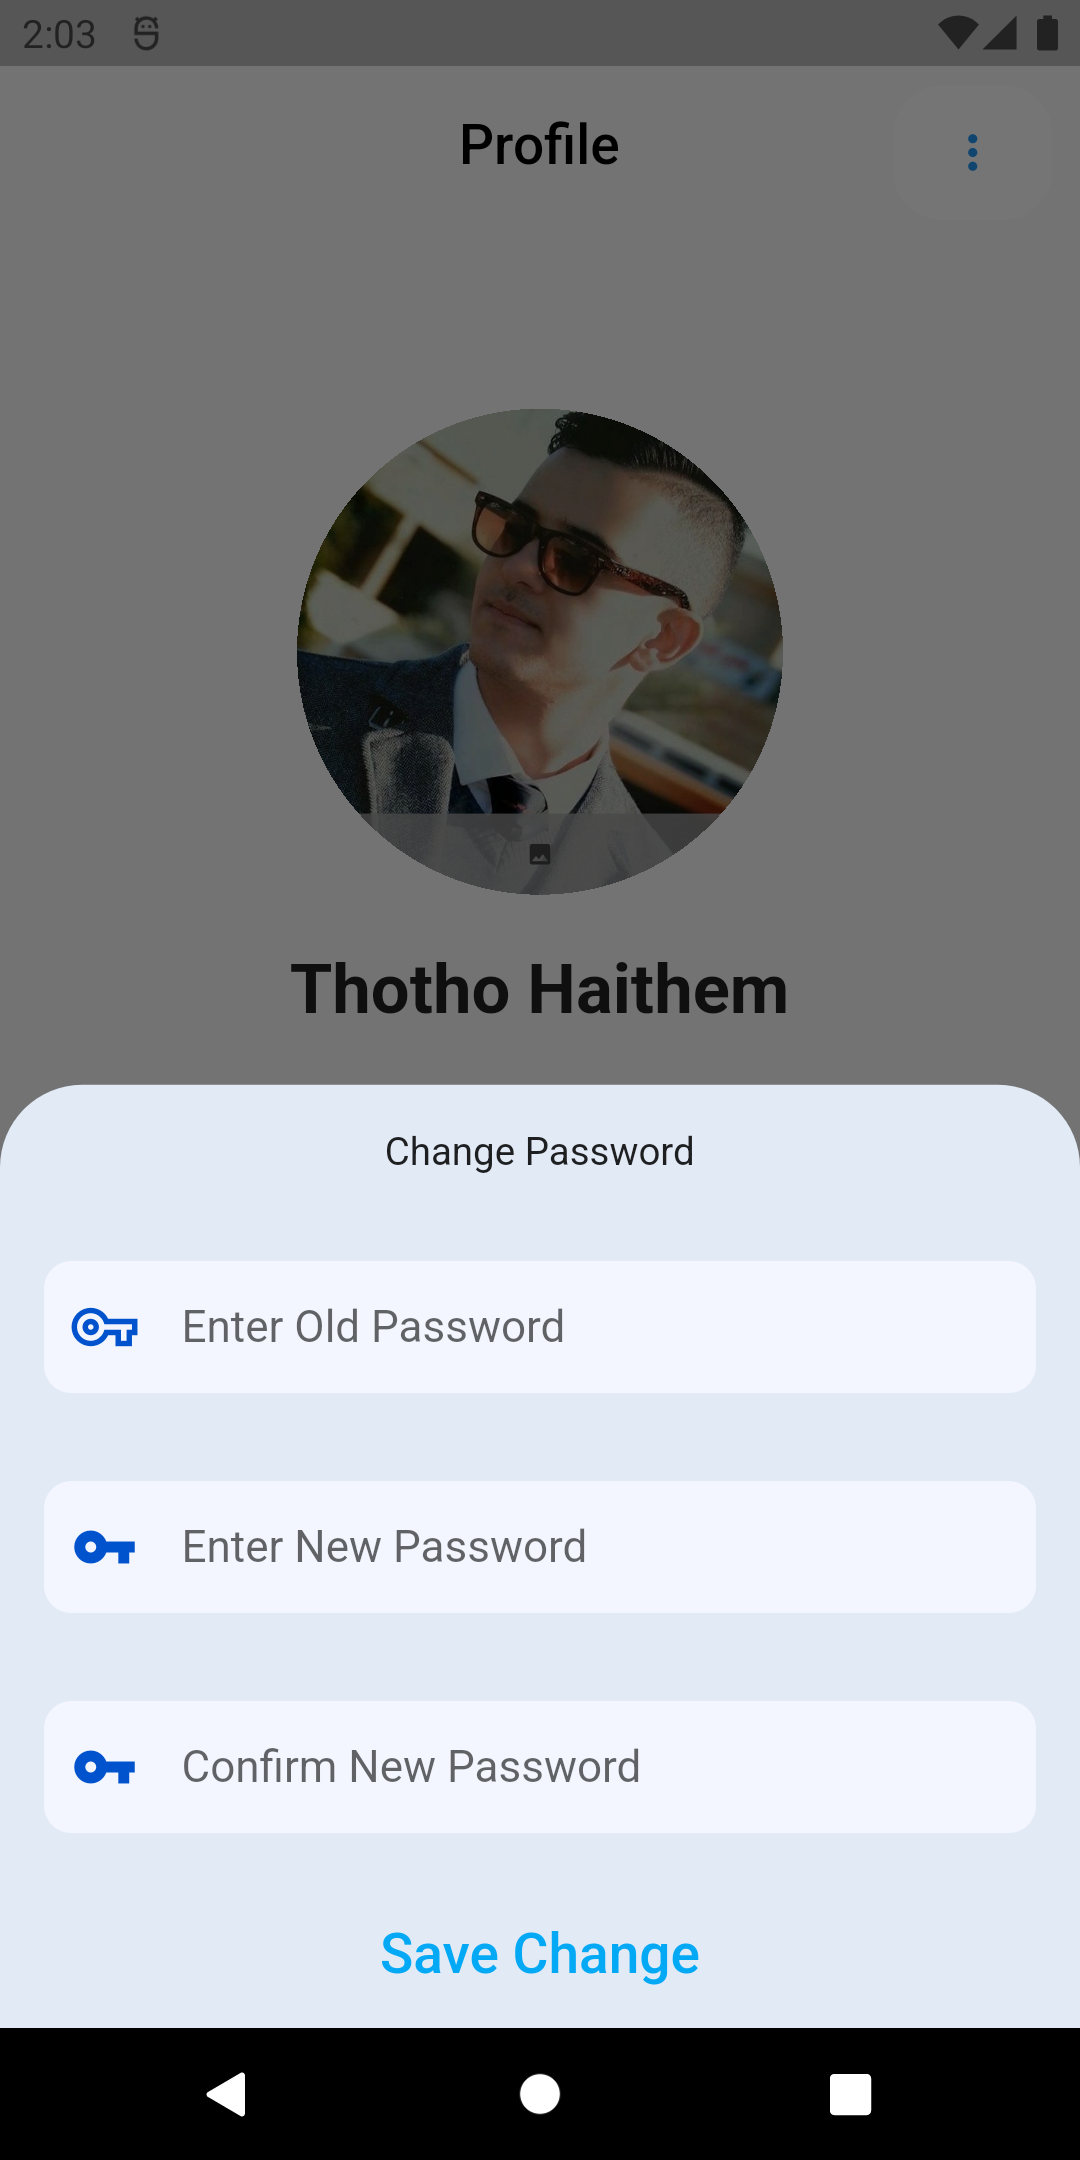 2:03
Profile
Thotho Haithem
Change Password
Enter Old Password
Enter New Password
Confirm New Password
Save Change